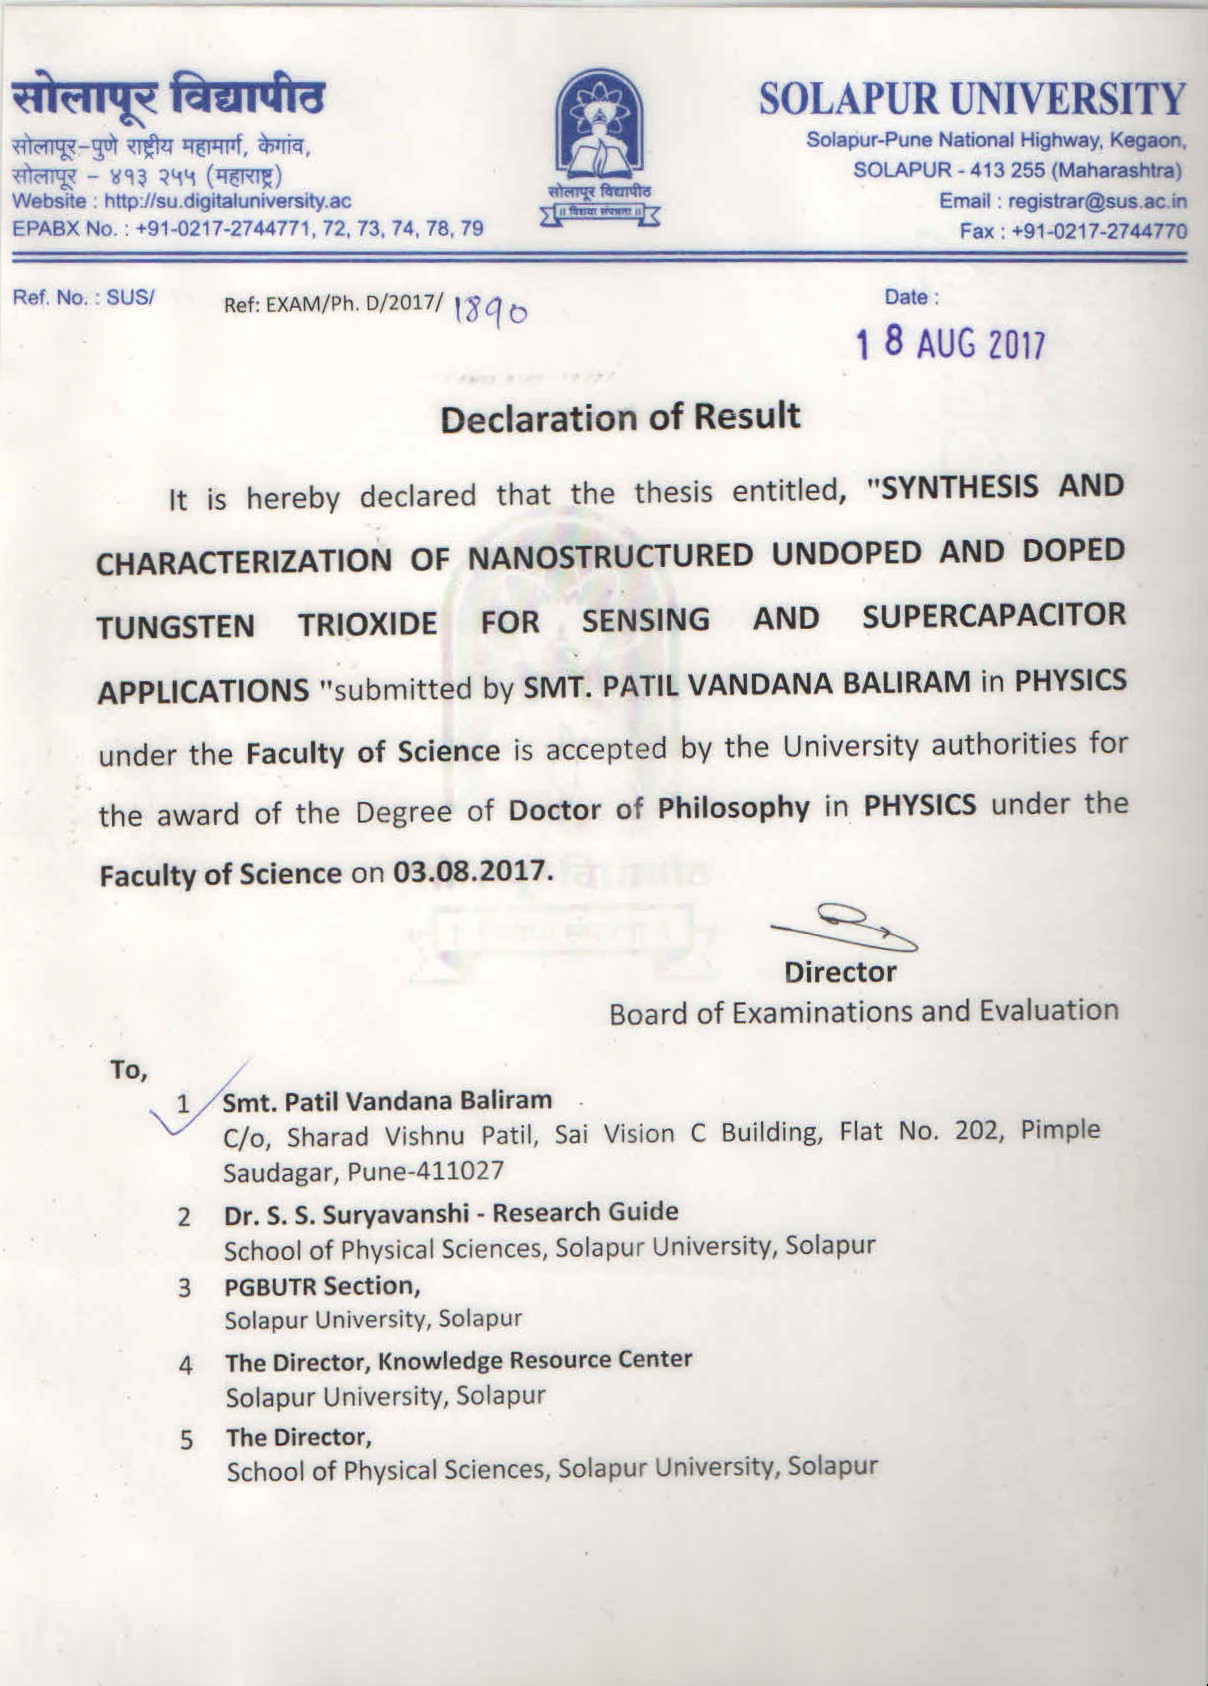 सोलापूर विद्यापीठ
सोलापूर-पुणे राष्ट्रीय महामार्ग, केगांव,
सोलापूर - ४१३ २५५ (महाराष्ट्र)
Website : http://su.digitaluniversity.ac
EPABX No. : +91-0217-2744771, 72, 73, 74, 78, 79
सोलापूर विद्यापीठ
॥ विद्यया संपन्नता ॥
SOLAPUR UNIVERSITY
Solapur-Pune National Highway, Kegaon,
SOLAPUR - 413 255 (Maharashtra)
Email : registrar@sus.ac.in
Fax : +91-0217-2744770
Ref. No. : SUS/ Ref: EXAM/Ph. D/2017/ 1890
Date :
18 AUG 2017
Declaration of Result
It is hereby declared that the thesis entitled, "SYNTHESIS AND
CHARACTERIZATION OF NANOSTRUCTURED UNDOPED AND DOPED
TUNGSTEN TRIOXIDE FOR SENSING AND SUPERCAPACITOR
APPLICATIONS "submitted by SMT. PATIL VANDANA BALIRAM in PHYSICS
under the Faculty of Science is accepted by the University authorities for
the award of the Degree of Doctor of Philosophy in PHYSICS under the
Faculty of Science on 03.08.2017.
Director
Board of Examinations and Evaluation
To,
1 Smt. Patil Vandana Baliram
C/o, Sharad Vishnu Patil, Sai Vision C Building, Flat No. 202, Pimple
Saudagar, Pune-411027
2 Dr. S. S. Suryavanshi - Research Guide
School of Physical Sciences, Solapur University, Solapur
3 PGBUTR Section,
Solapur University, Solapur
4 The Director, Knowledge Resource Center
Solapur University, Solapur
5 The Director,
School of Physical Sciences, Solapur University, Solapur